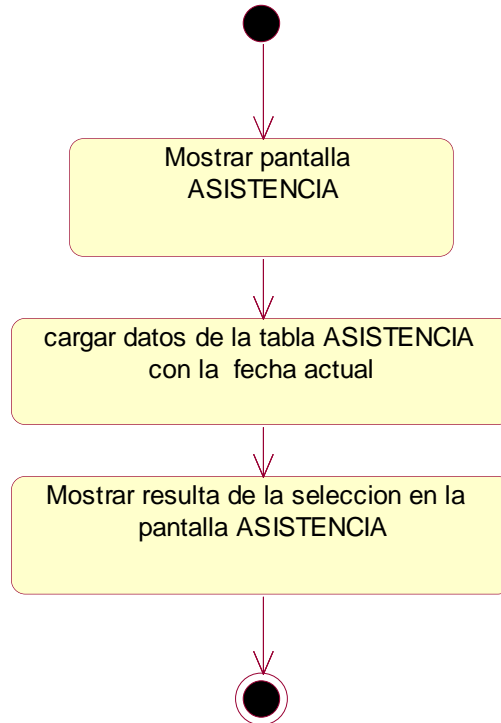 Mostrar pantalla
ASISTENCIA
cargar datos de la tabla ASISTENCIA
con la fecha actual
Mostrar resulta de la seleccion en la
pantalla ASISTENCIA